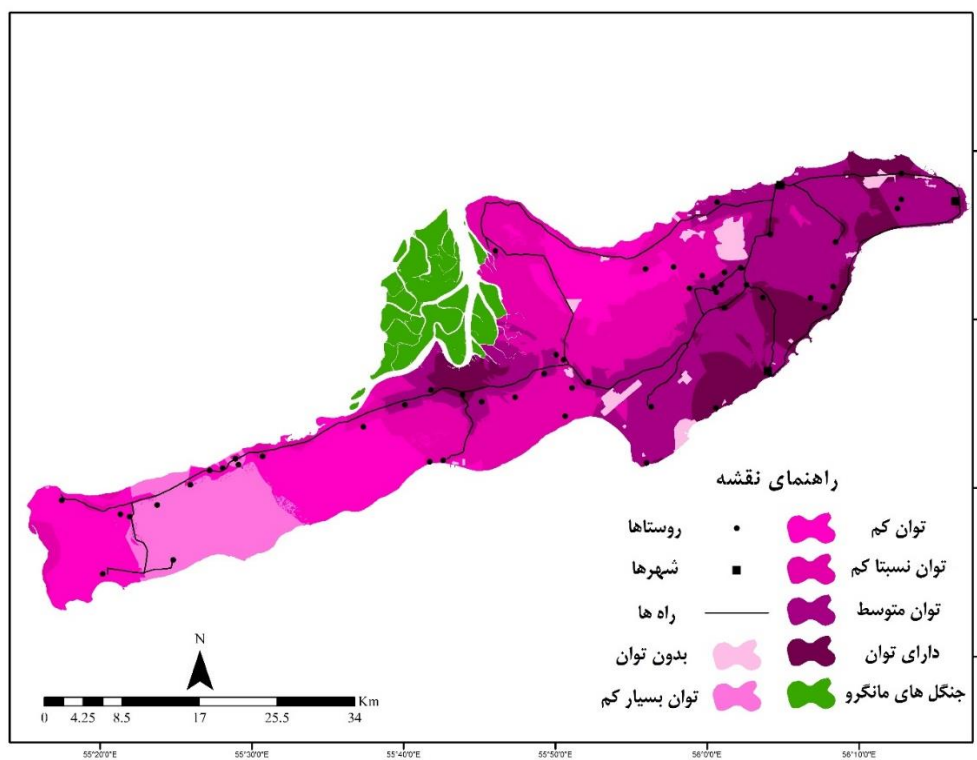 راهنمای نقشه
توان کم
روستاها
توان نسبتا کم
شهرها
توان متوسط
راه ها
دارای توان
بدون توان
جنگل های مانگرو
توان بسیار کم
N
Km
0 4.25 8.5 17 25.5 34
55°20'0"E 55°30'0"E 55°40'0"E 55°50'0"E 56°0'0"E 56°10'0"E